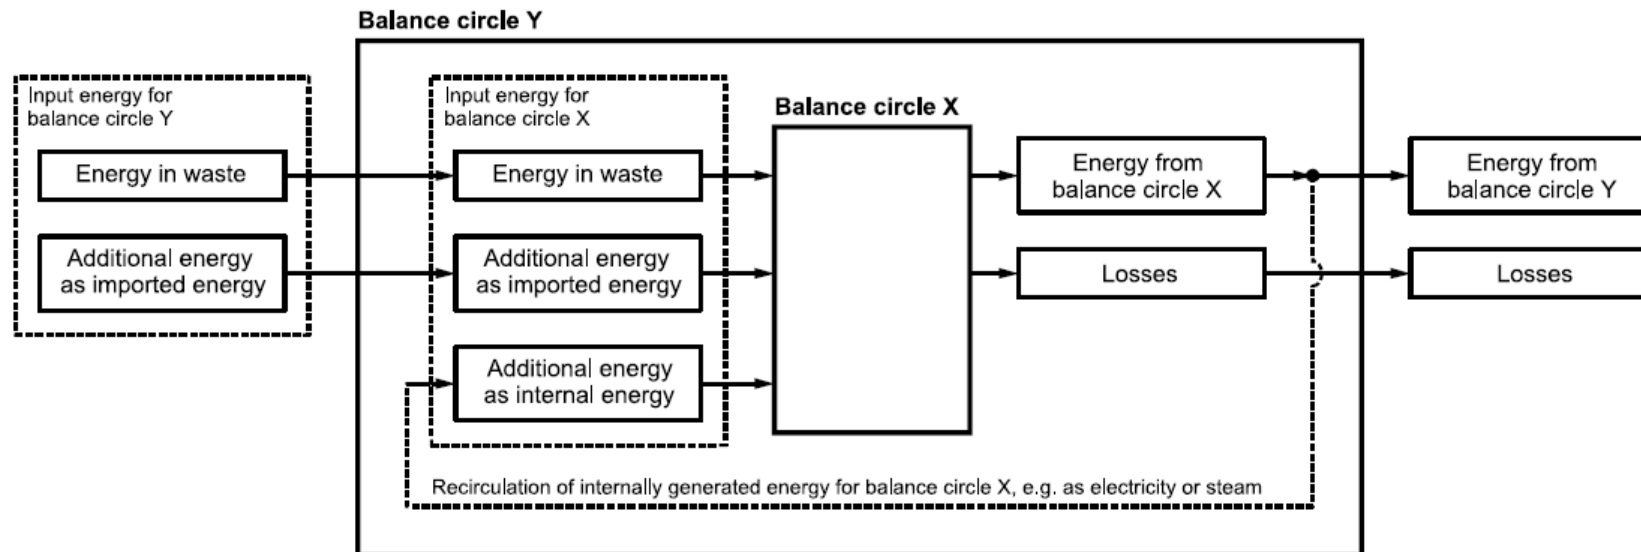 Balance circle Y
Input energy for
balance circle Y
Energy in waste
Additional energy
as imported energy
Input energy for
balance circle X
Energy in waste
Additional energy
as imported energy
Additional energy
as internal energy
Balance circle X
Energy from
balance circle X
Losses
Energy from
balance circle Y
Losses
Recirculation of internally generated energy for balance circle X, e.g. as electricity or steam